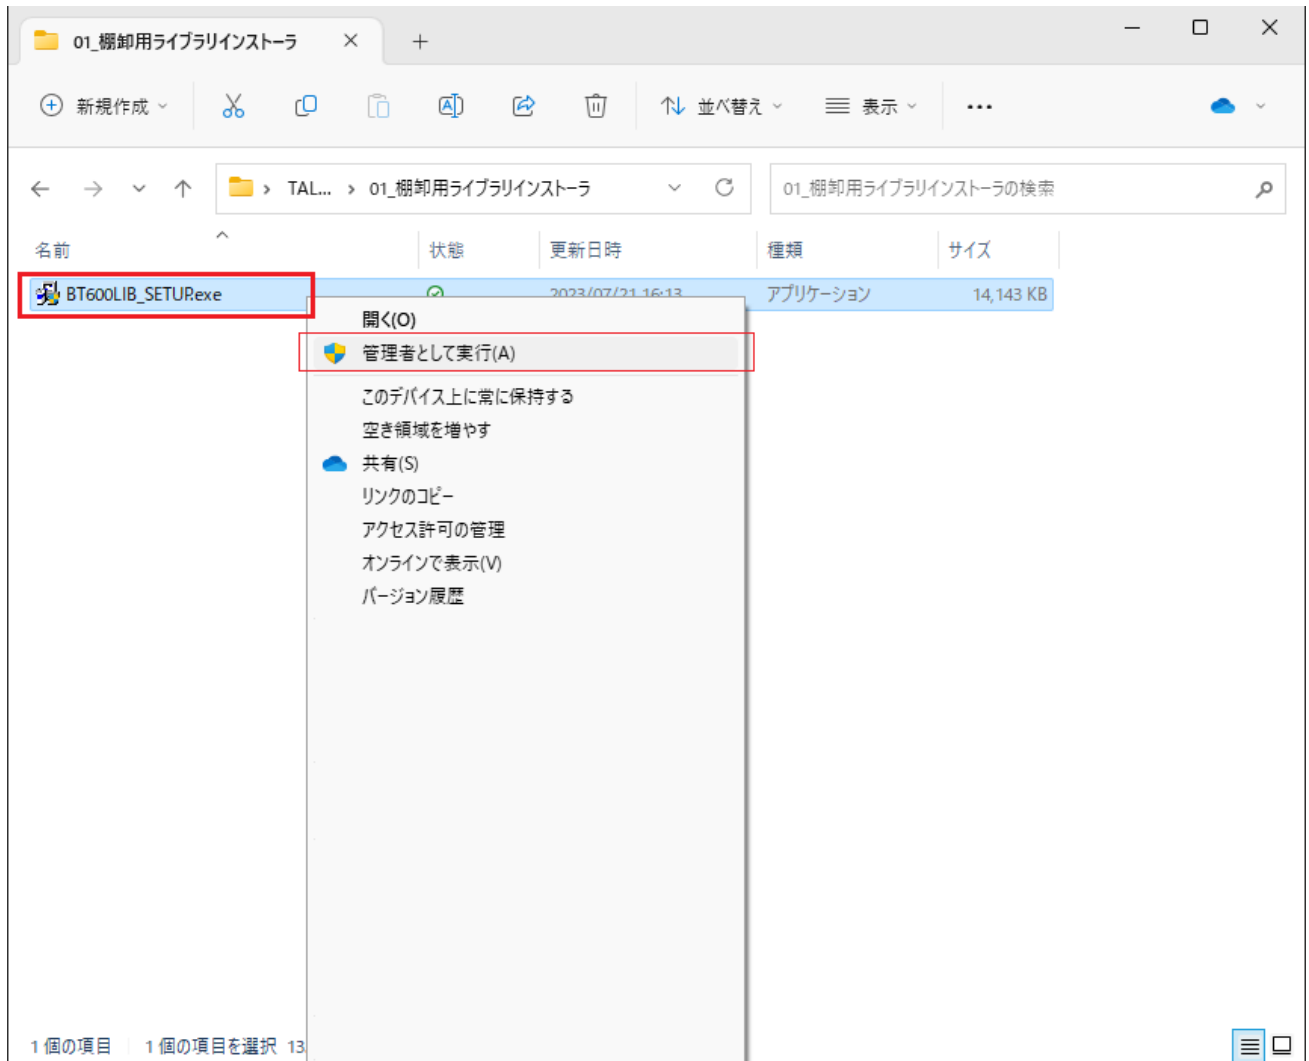 01_棚卸用ライブラリインストーラ
新規作成
並べ替え
表示
TAL... › 01_棚卸用ライブラリインストーラ
01_棚卸用ライブラリインストーラの検索
名前 状態 更新日時 種類 サイズ
BT600LIB_SETUP.exe 2023/07/21 16:13 アプリケーション 14,143 KB
開く(O)
管理者として実行(A)
このデバイス上に常に保持する
空き領域を増やす
共有(S)
リンクのコピー
アクセス許可の管理
オンラインで表示(V)
バージョン履歴
1 個の項目 1 個の項目を選択 13